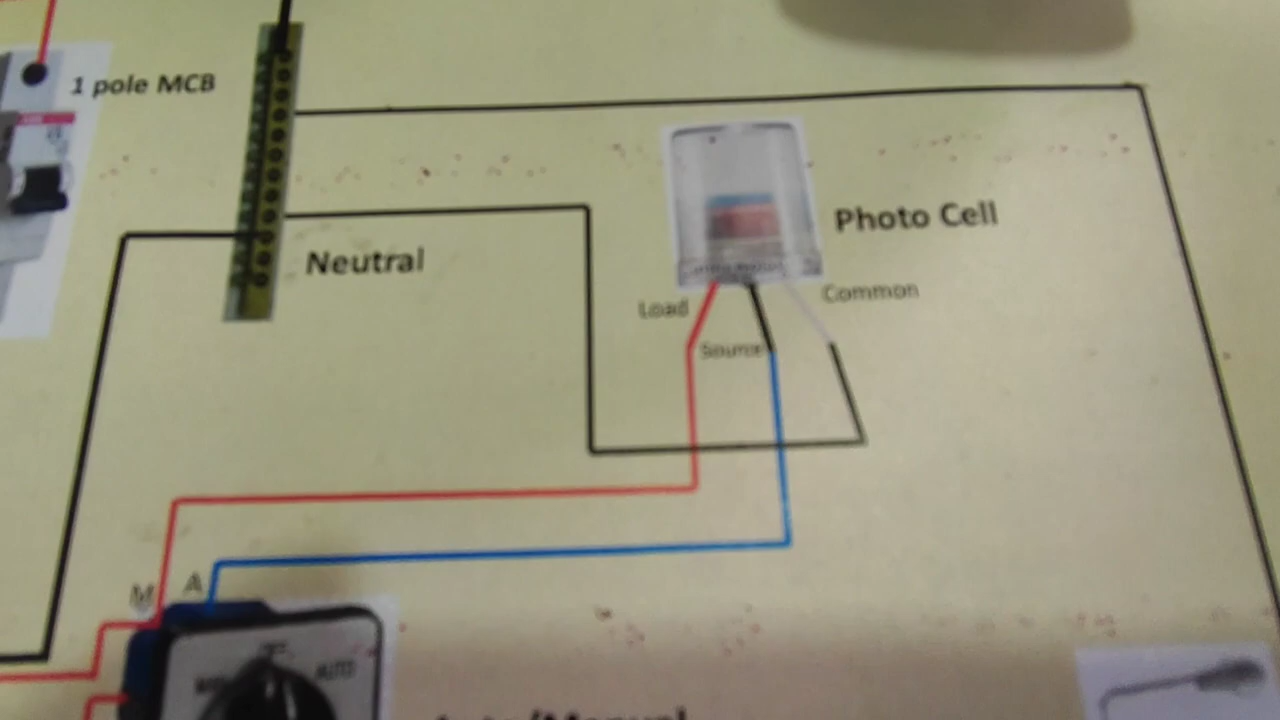 1 pole MCB
Photo Cell
Neutral
Common
Load
Source
M A
AUTO